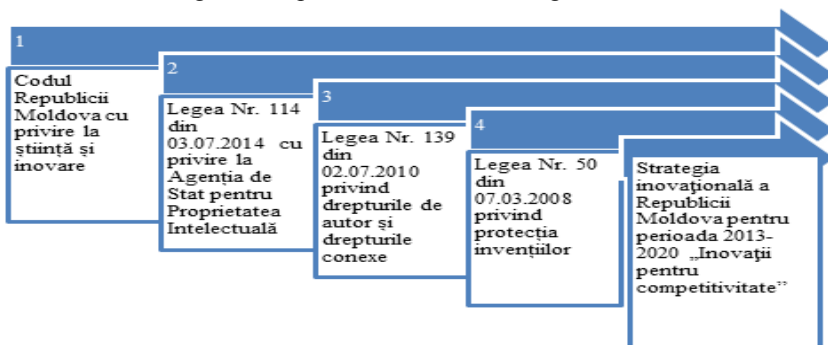 1
Codul
Republicii
Moldova cu
privire la
știință și
inovare
2
Legea Nr. 114
din
03.07.2014 cu
privire la
Agenția de
Stat pentru
Proprietatea
Intelectuală
3
Legea Nr. 139
din
02.07.2010
privind
drepturile de
autor și
drepturile
conexe
4
Legea Nr. 50
din
07.03.2008
privind
protecția
invențiilor
Strategia
inovaţională a
Republicii
Moldova pentru
perioada 2013-
2020 „Inovaţii
pentru
competitivitate”